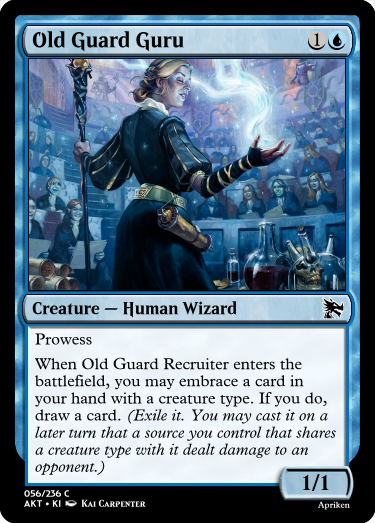 Old Guard Guru 1
Creature — Human Wizard
Prowess
When Old Guard Recruiter enters the
battlefield, you may embrace a card in
your hand with a creature type. If you do,
draw a card. (Exile it. You may cast it on a
later turn that a source you control that shares
a creature type with it dealt damage to an
opponent.)
1/1
056/236 C
AKT • KI Kai Carpenter
Apriken